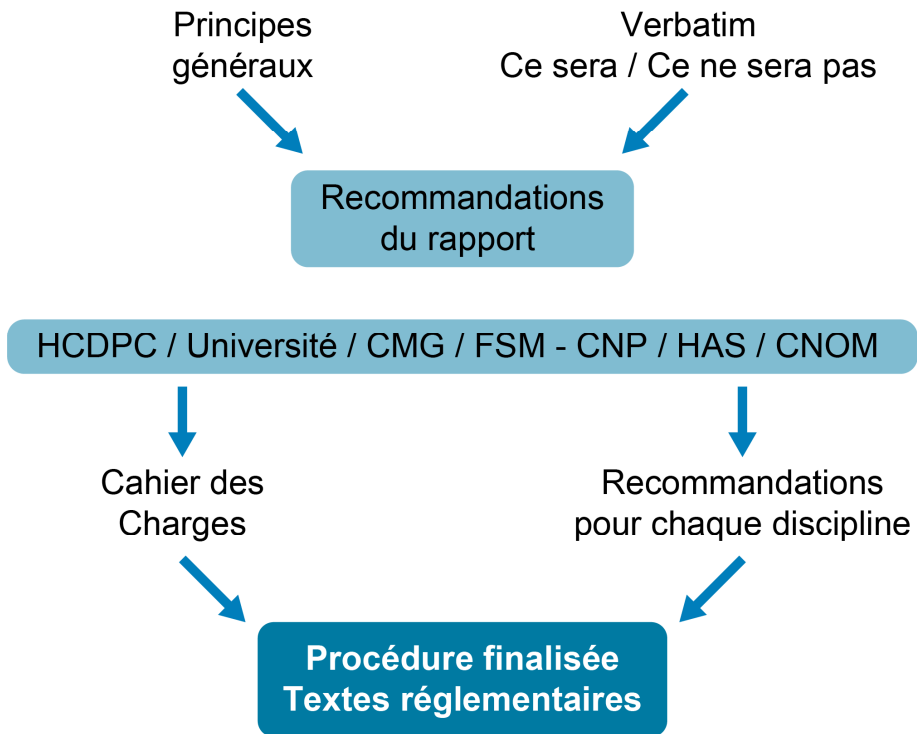 Principes
généraux
Verbatim
Ce sera / Ce ne sera pas
Recommandations
du rapport
HCDPC / Université / CMG / FSM - CNP / HAS / CNOM
Cahier des
Charges
Recommandations
pour chaque discipline
Procédure finalisée
Textes réglementaires